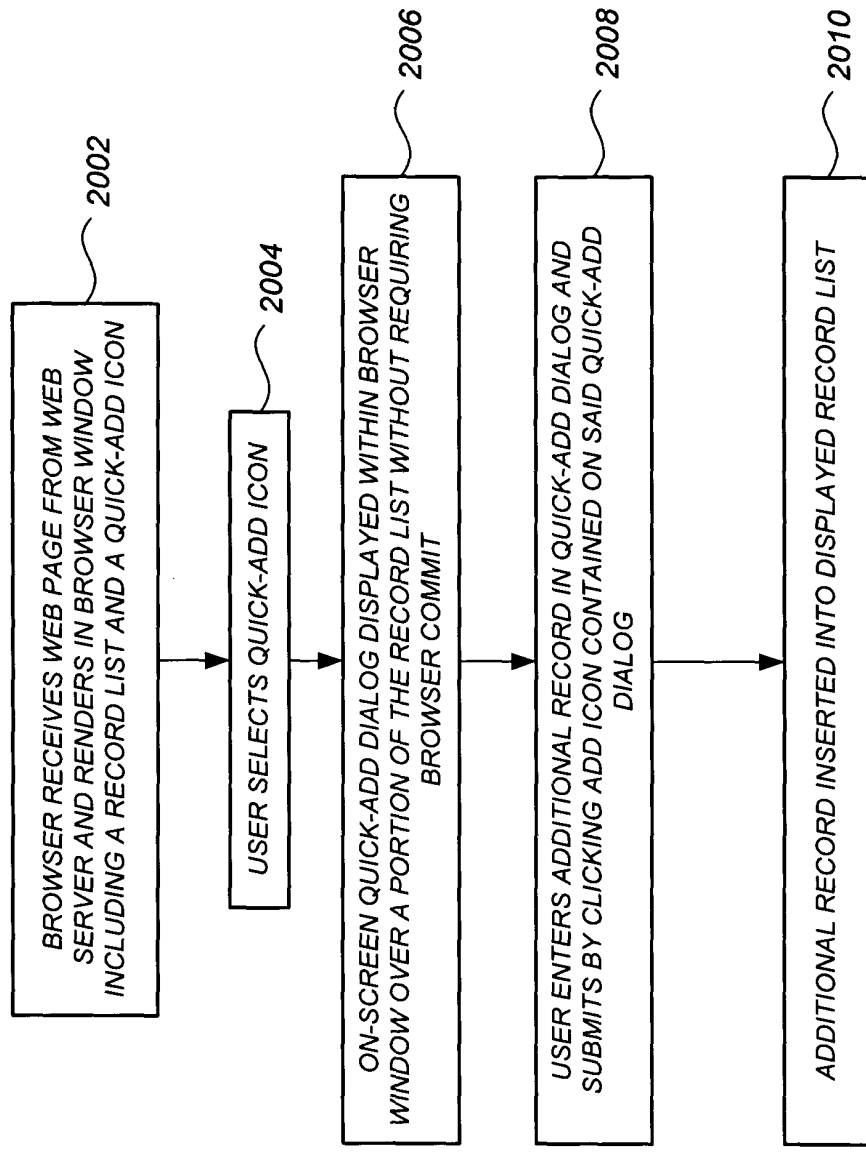 BROWSER RECEIVES WEB PAGE FROM WEB
SERVER AND RENDERS IN BROWSER WINDOW
INCLUDING A RECORD LIST AND A QUICK-ADD ICON
2002
USER SELECTS QUICK-ADD ICON
2004
ON-SCREEN QUICK-ADD DIALOG DISPLAYED WITHIN BROWSER
WINDOW OVER A PORTION OF THE RECORD LIST WITHOUT REQUIRING
BROWSER COMMIT
2006
USER ENTERS ADDITIONAL RECORD IN QUICK-ADD DIALOG AND
SUBMITS BY CLICKING ADD ICON CONTAINED ON SAID QUICK-ADD
DIALOG
2008
ADDITIONAL RECORD INSERTED INTO DISPLAYED RECORD LIST
2010